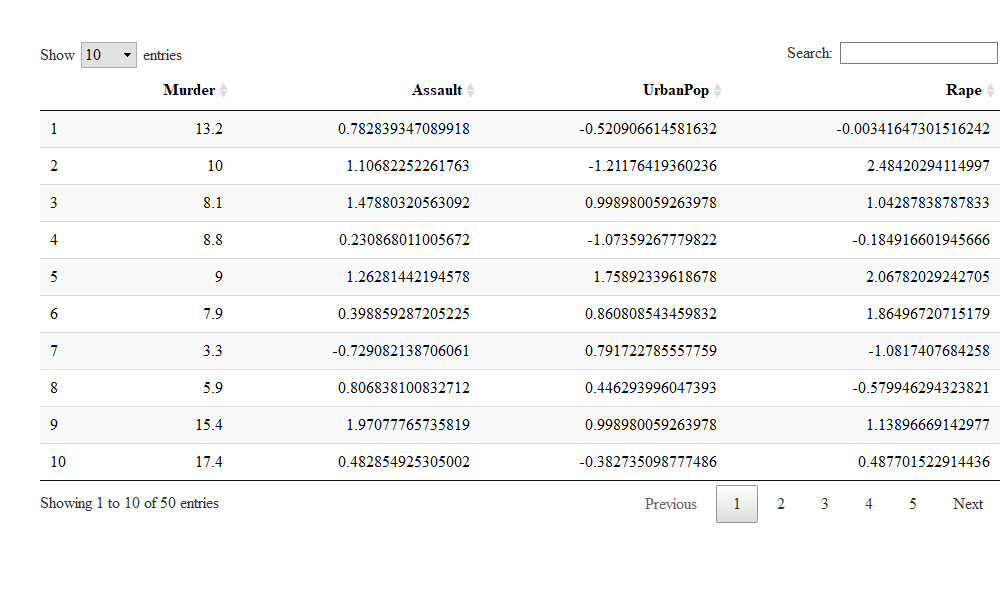 Show 10 entries Search:
Murder Assault UrbanPop Rape
1 13.2 0.782839347089918 -0.520906614581632 -0.00341647301516242
2 10 1.10682252261763 -1.21176419360236 2.48420294114997
3 8.1 1.47880320563092 0.998980059263978 1.04287838787833
4 8.8 0.230868011005672 -1.07359267779822 -0.184916601945666
5 9 1.26281442194578 1.75892339618678 2.06782029242705
6 7.9 0.398859287205225 0.860808543459832 1.86496720715179
7 3.3 -0.729082138706061 0.791722785557759 -1.0817407684258
8 5.9 0.806838100832712 0.446293996047393 -0.579946294323821
9 15.4 1.97077765735819 0.998980059263978 1.13896669142977
10 17.4 0.482854925305002 -0.382735098777486 0.487701522914436
Showing 1 to 10 of 50 entries Previous 1 2 3 4 5 Next